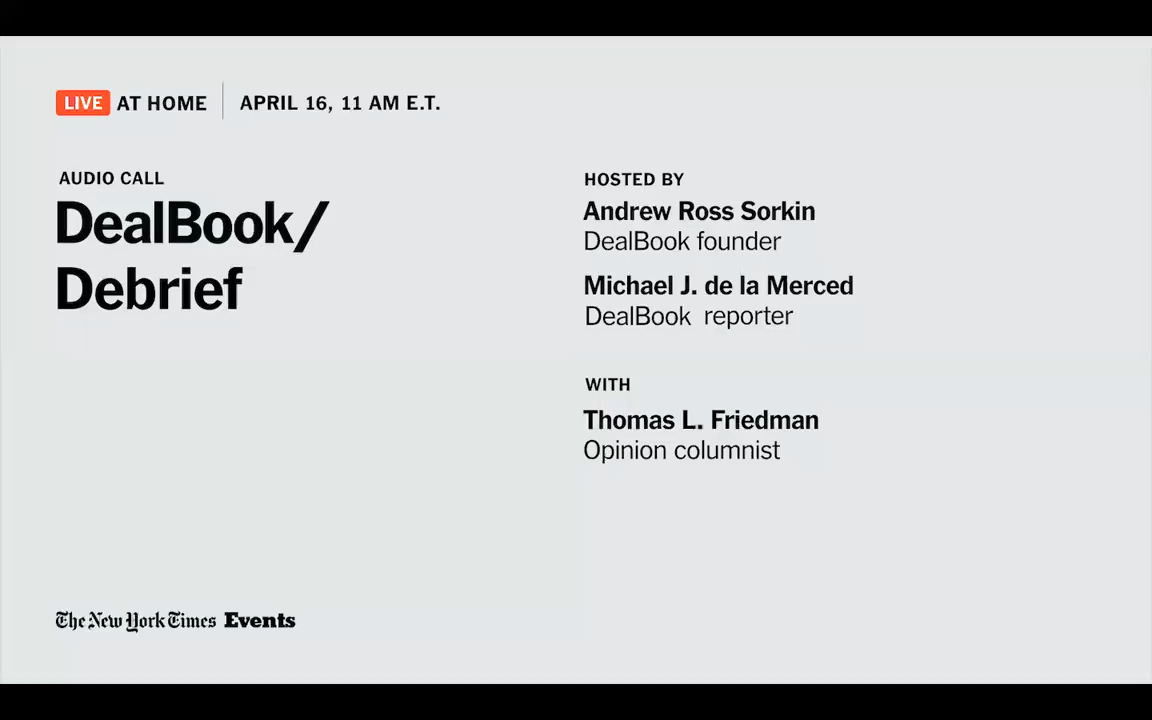 LIVE AT HOME APRIL 16, 11 AM E.T.
AUDIO CALL
DealBook/
Debrief
HOSTED BY
Andrew Ross Sorkin
DealBook founder
Michael J. de la Merced
DealBook reporter
WITH
Thomas L. Friedman
Opinion columnist
The New York Times Events